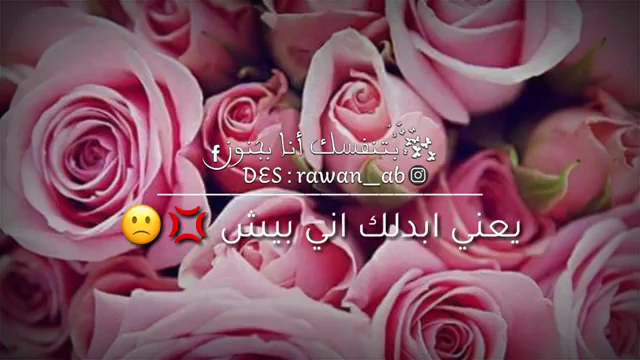 بتنفسك أنا بجنون
DES : rawan_ab
يعني ابدلك اني بيش 💢🙁